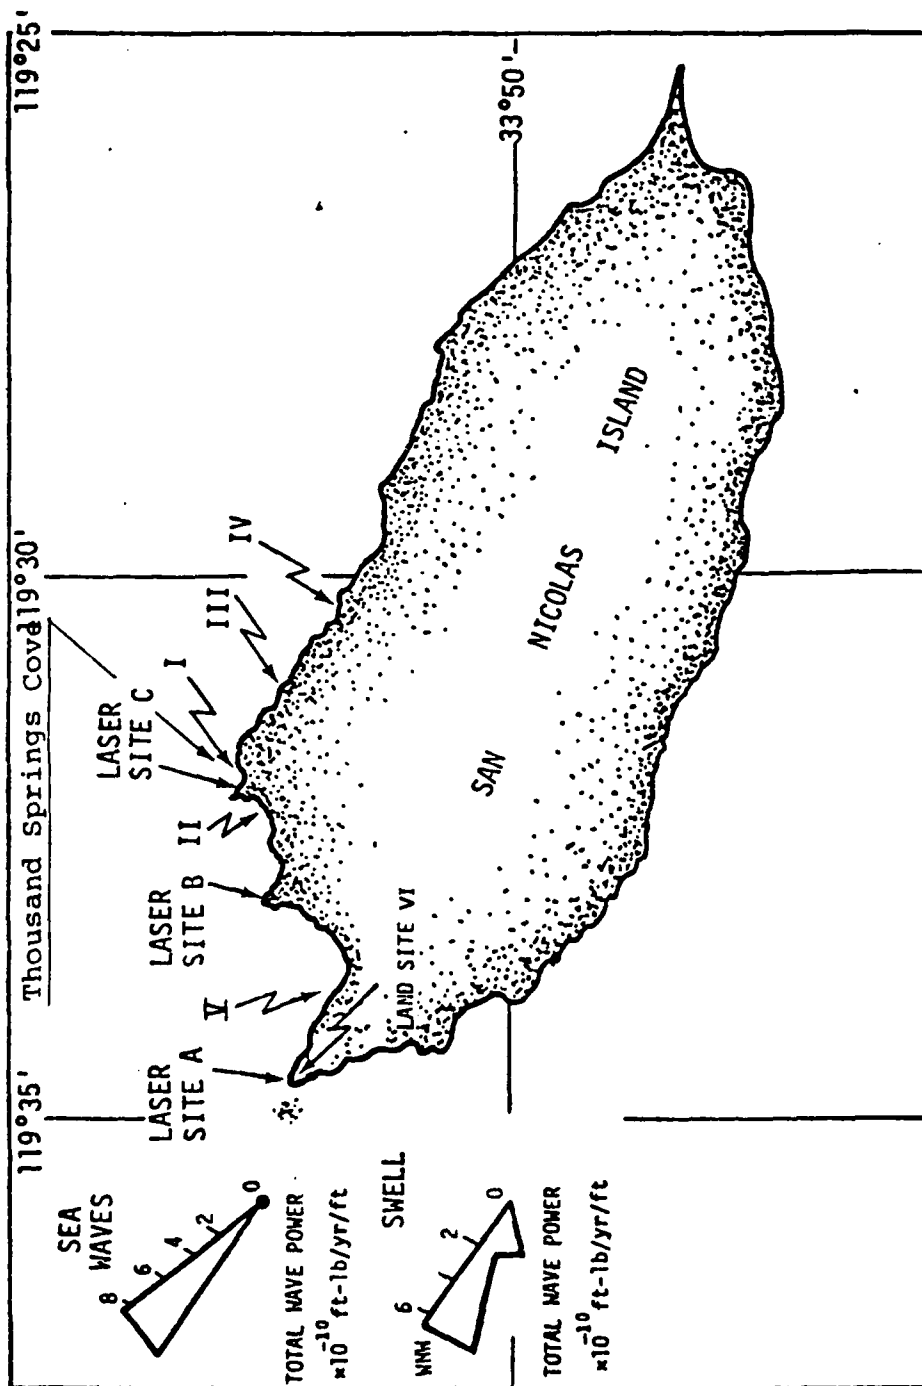 119°35'
119°30'
119°25'
Thousand Springs Cove
LASER
SITE A
V
LASER
SITE B
II
LASER
SITE C
I
III
IV
LAND SITE VI
33°50'
SAN
NICOLAS
ISLAND
SEA
WAVES
8
6
4
2
0
TOTAL WAVE POWER
x10⁻¹⁰ ft-lb/yr/ft
SWELL
WNW
6
2
0
TOTAL WAVE POWER
x10⁻¹⁰ ft-lb/yr/ft